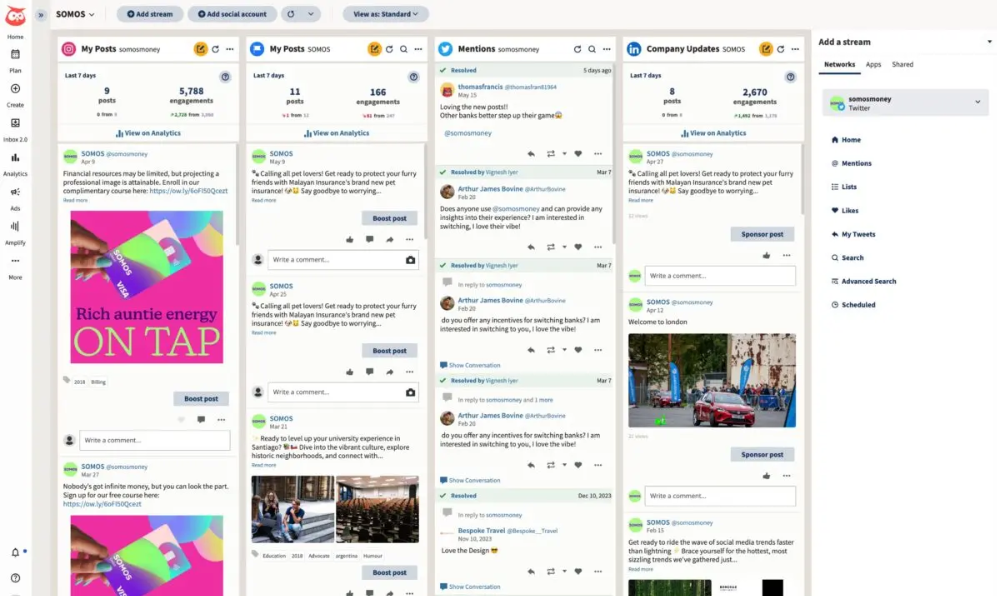 SOMOS
Add stream
Add social account
View as: Standard
Home
Plan
Create
Inbox 2.0
Analytics
Ads
Amplify
More
My Posts somosmoney
Last 7 days
9
posts
5,788
engagements
View on Analytics
SOMOS @somosmoney
Apr 9
Financial resources may be limited, but projecting a
professional image is attainable. Enroll in our
complimentary course here: https://ow.ly/6oFl50Qcezt
Read more
SOMOS
VISA
Rich auntie energy
ON TAP
2018 Billing
Boost post
Write a comment...
SOMOS @somosmoney
Mar 27
Nobody's got infinite money, but you can look the part.
Sign up for our free course here:
https://ow.ly/6oFl50Qcezt
My Posts SOMOS
Last 7 days
11
posts
166
engagements
View on Analytics
SOMOS
May 9
Calling all pet lovers! Get ready to protect your furry
friends with Malayan Insurance's brand new pet
insurance! Say goodbye to worrying...
Read more
Boost post
Write a comment...
SOMOS
Apr 25
Calling all pet lovers! Get ready to protect your furry
friends with Malayan Insurance's brand new pet
insurance! Say goodbye to worrying...
Read more
Boost post
Write a comment...
SOMOS
Mar 21
Ready to level up your university experience in
Santiago? Dive into the vibrant culture, explore
historic neighborhoods, and connect with...
Read more
Education 2018 Advocate argentine Humour
Boost post
Mentions somosmoney
Resolved 5 days ago
thomasfrancis @thomasfran81964
May 15
Loving the new posts!!
Other banks better step up their game
@somosmoney
Resolved by Vignesh Iyer Mar 7
Arthur James Bovine @ArthurBovine
Feb 20
Does anyone use @somosmoney and can provide any
insights into their experience? I am interested in
switching, I love their vibe!
Resolved by Vignesh Iyer Mar 7
In reply to somosmoney
Arthur James Bovine @ArthurBovine
Feb 20
do you offer any incentives for switching banks? I am
interested in switching to you, I love the vibe!
Show Conversation
Resolved by Vignesh Iyer Mar 7
In reply to somosmoney and 1 more
Arthur James Bovine @ArthurBovine
Feb 20
do you offer any incentives for switching banks? I am
interested in switching to you, I love the vibe!
Show Conversation
Resolved Dec 10, 2023
In reply to somosmoney
Bespoke Travel @Bespoke__Travel
Nov 10, 2023
Love the Design
Show Conversation
Company Updates SOMOS
Last 7 days
8
posts
2,670
engagements
View on Analytics
SOMOS @somosmoney
Apr 27
Calling all pet lovers! Get ready to protect your furry
friends with Malayan Insurance's brand new pet
insurance! Say goodbye to worrying...
Read more
Sponsor post
Write a comment...
SOMOS @somosmoney
Apr 12
Welcome to london
Sponsor post
Write a comment...
SOMOS @somosmoney
Feb 15
Get ready to ride the wave of social media trends faster
than lightning Brace yourself for the hottest, most
sizzling trends we've gathered just...
Read more
Add a stream
Networks Apps Shared
somosmoney
Twitter
Home
Mentions
Lists
Likes
My Tweets
Search
Advanced Search
Scheduled